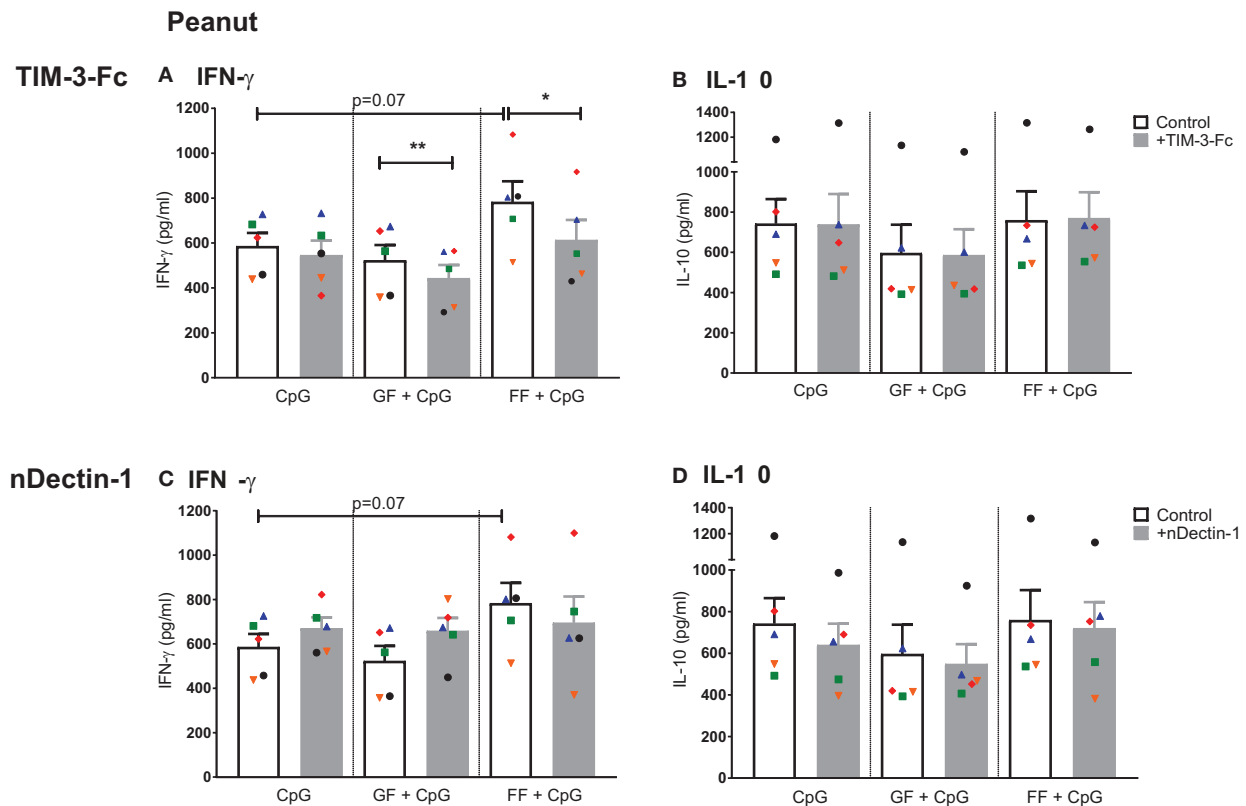 Peanut
TIM-3-Fc
A IFN-γ
p=0.07
*
**
1200
1000
800
600
400
200
0
IFN-γ (pg/ml)
CpG
GF + CpG
FF + CpG
B IL-1 0
1400
1200
1000
800
600
400
200
0
IL-10 (pg/ml)
CpG
GF + CpG
FF + CpG
Control
+TIM-3-Fc
nDectin-1
C IFN -γ
p=0.07
1200
1000
800
600
400
200
0
IFN-γ (pg/ml)
CpG
GF + CpG
FF + CpG
D IL-1 0
1400
1200
1000
800
600
400
200
0
IL-10 (pg/ml)
CpG
GF + CpG
FF + CpG
Control
+nDectin-1